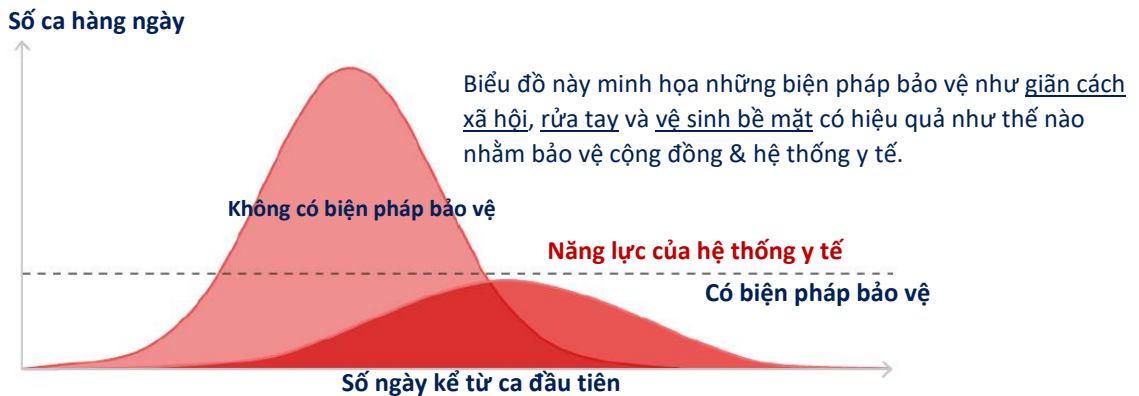 Số ca hàng ngày
Biểu đồ này minh họa những biện pháp bảo vệ như giãn cách
xã hội, rửa tay và vệ sinh bề mặt có hiệu quả như thế nào
nhằm bảo vệ cộng đồng & hệ thống y tế.
Không có biện pháp bảo vệ
Năng lực của hệ thống y tế
Có biện pháp bảo vệ
Số ngày kể từ ca đầu tiên